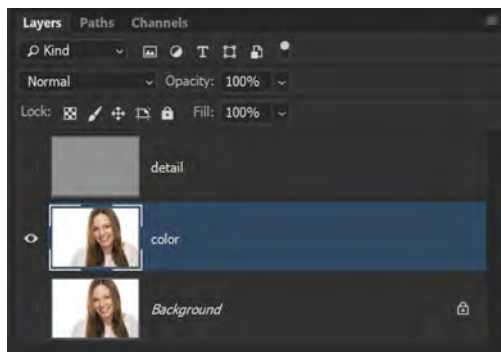 Layers Paths Channels
Kind T
Normal Opacity: 100%
Lock: Fill: 100%
detail
color
Background